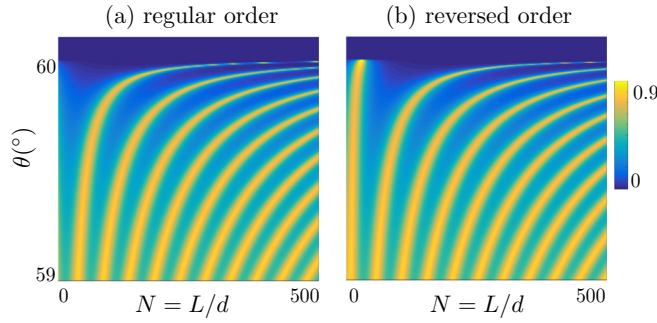 (a) regular order
(b) reversed order
60
θ(°)
59
0
N = L/d
500
0
N = L/d
500
0.9
0